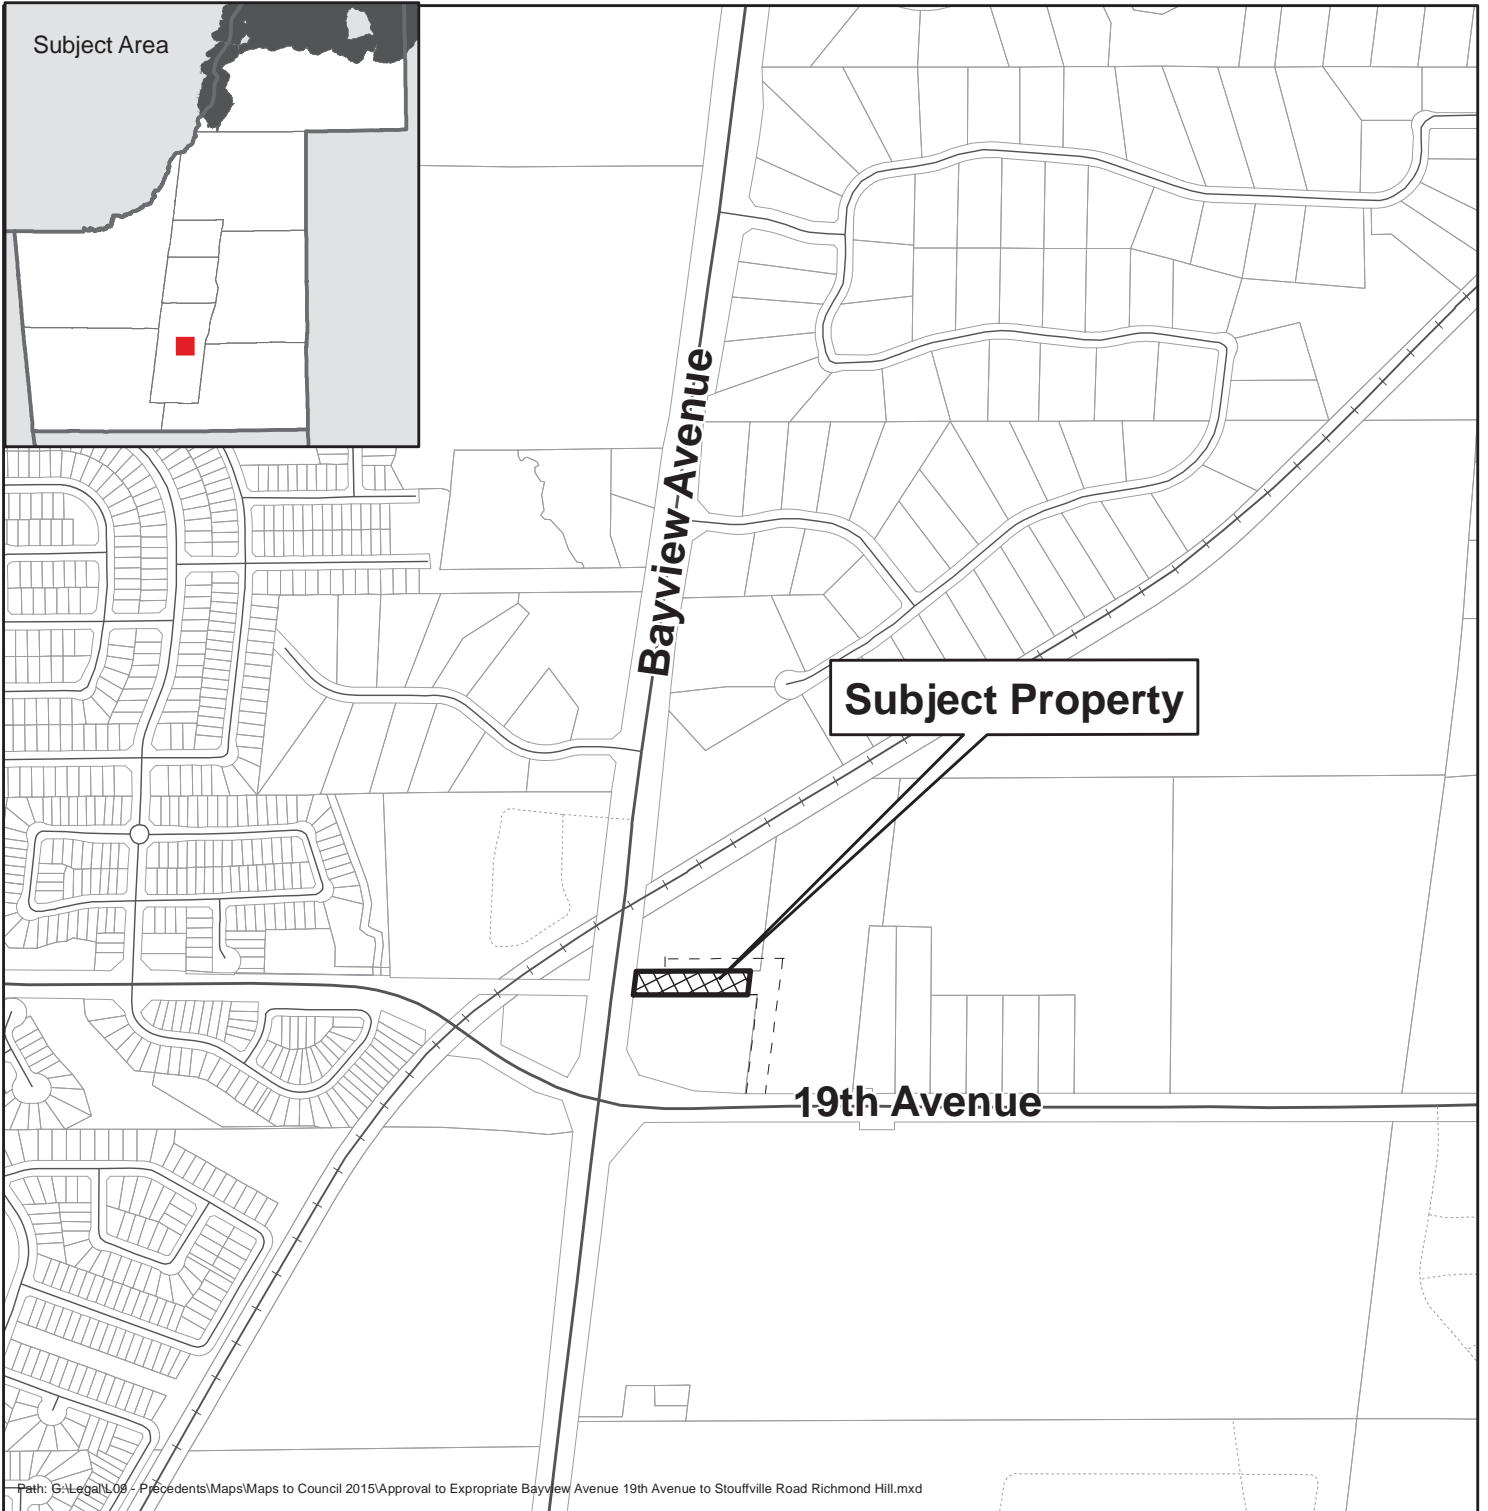 Subject Area
Bayview Avenue
Subject Property
19th Avenue
Path: G:\Legal\L09 - Precedents\Maps\Maps to Council 2015\Approval to Expropriate Bayview Avenue 19th Avenue to Stouffville Road Richmond Hill.mxd